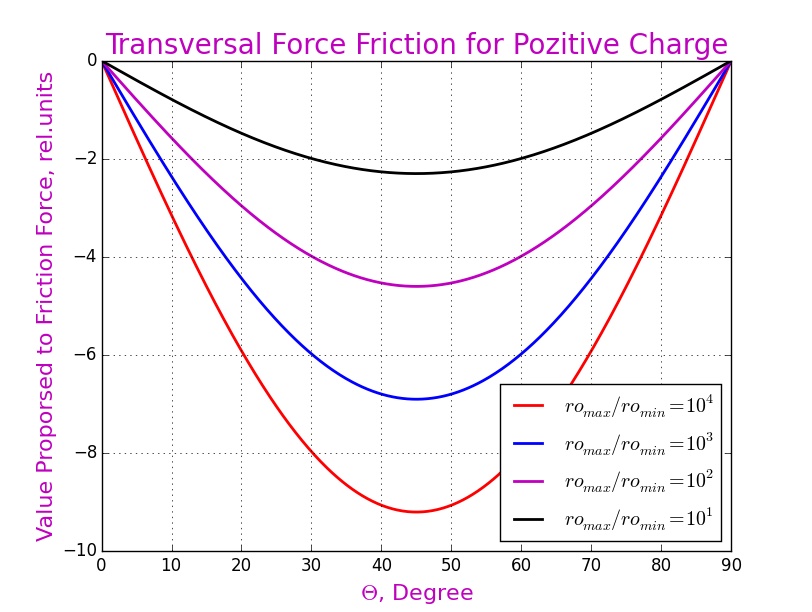 Transversal Force Friction for Pozitive Charge
Value Proporsed to Friction Force, rel.units
0
−2
−4
−6
−8
−10
0 10 20 30 40 50 60 70 80 90
Θ, Degree
ro_max/ro_min=10^4
ro_max/ro_min=10^3
ro_max/ro_min=10^2
ro_max/ro_min=10^1